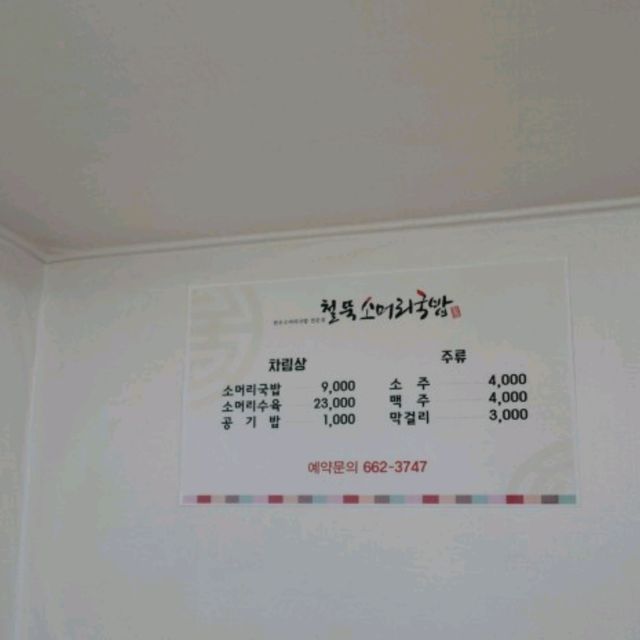 철뚝 소머리국밥
차림상
소머리국밥 9,000
소머리수육 23,000
공기밥 1,000
주류
소주 4,000
맥주 4,000
막걸리 3,000
예약문의 662-3747